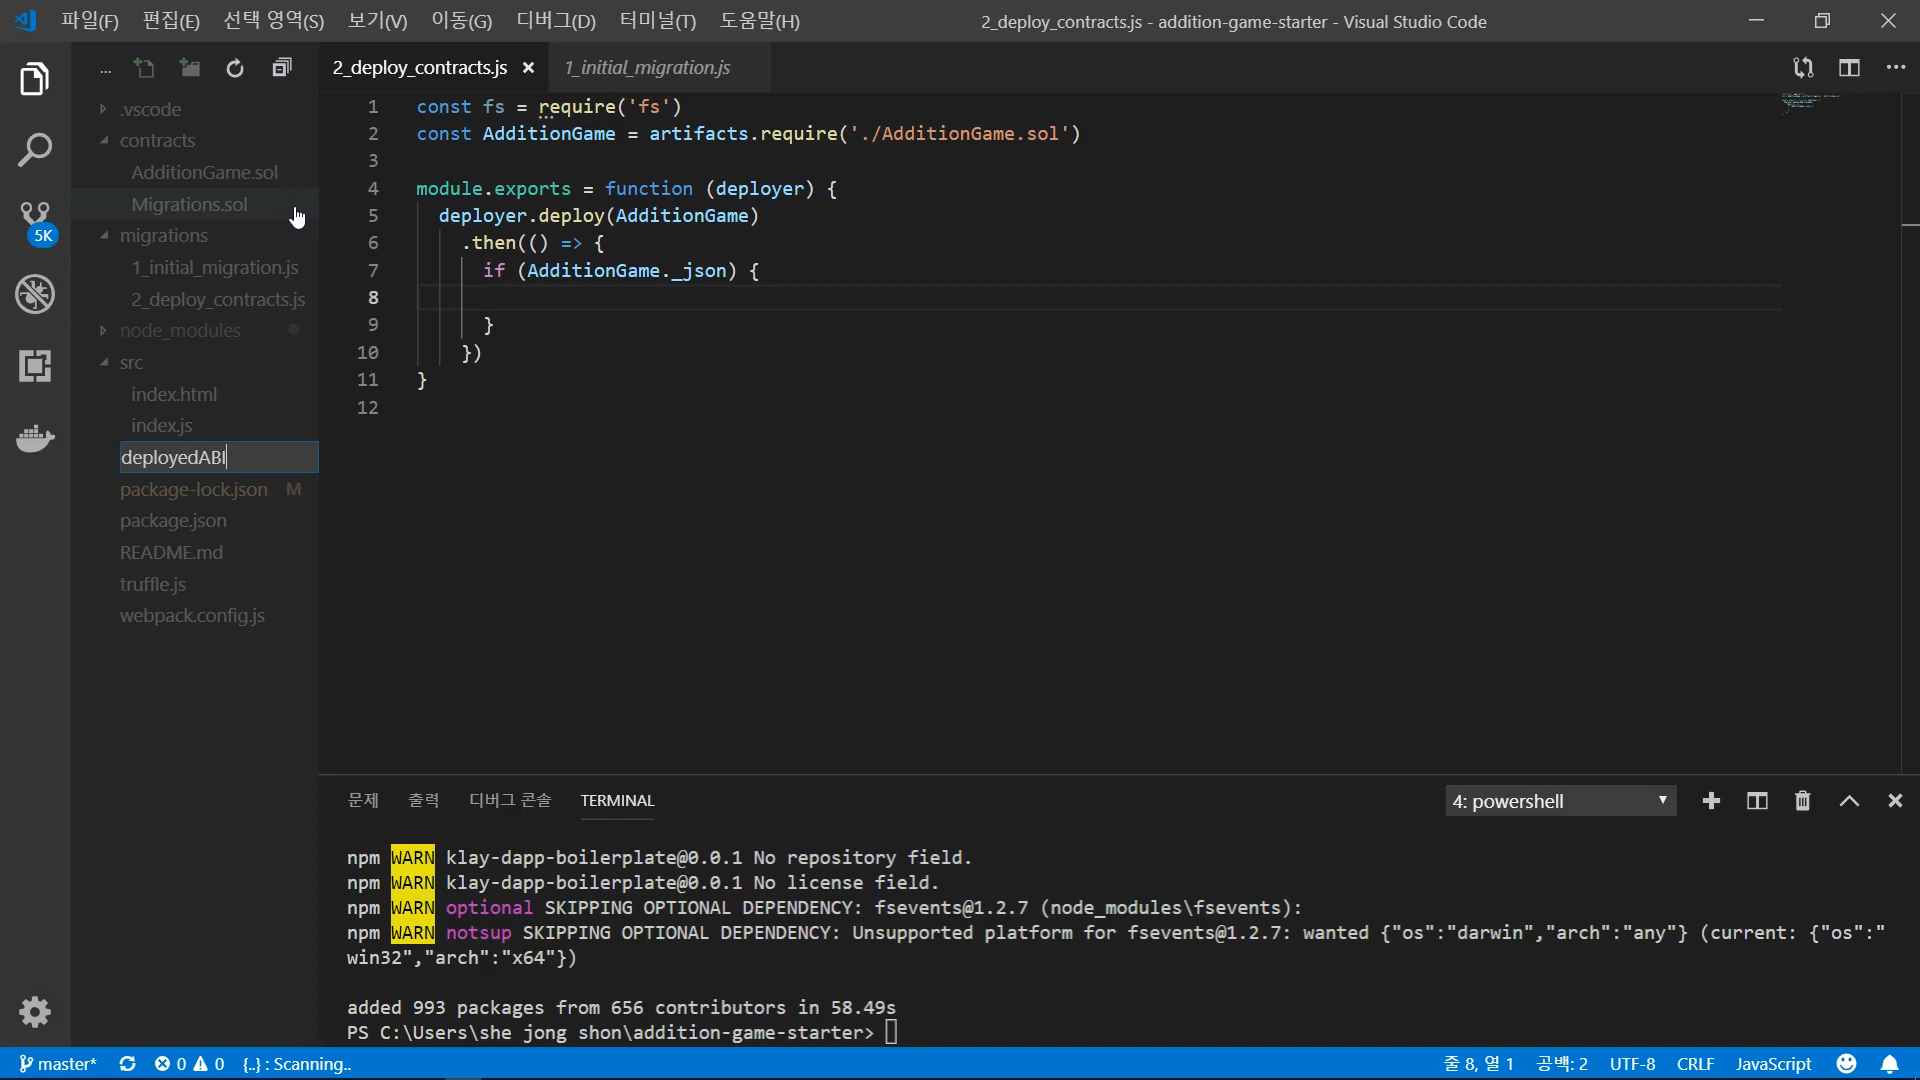 파일(F) 편집(E) 선택 영역(S) 보기(V) 이동(G) 디버그(D) 터미널(T) 도움말(H)
2_deploy_contracts.js - addition-game-starter - Visual Studio Code
2_deploy_contracts.js
1_initial_migration.js
.vscode
contracts
AdditionGame.sol
Migrations.sol
migrations
1_initial_migration.js
2_deploy_contracts.js
node_modules
src
index.html
index.js
deployedABI
package-lock.json M
package.json
README.md
truffle.js
webpack.config.js
5K
1 const fs = require('fs')
2 const AdditionGame = artifacts.require('./AdditionGame.sol')
3
4 module.exports = function (deployer) {
5 deployer.deploy(AdditionGame)
6 .then(() => {
7 if (AdditionGame._json) {
8
9 }
10 })
11 }
12
문제 출력 디버그 콘솔 TERMINAL
4: powershell
npm WARN klay-dapp-boilerplate@0.0.1 No repository field.
npm WARN klay-dapp-boilerplate@0.0.1 No license field.
npm WARN optional SKIPPING OPTIONAL DEPENDENCY: fsevents@1.2.7 (node_modules\fsevents):
npm WARN notsup SKIPPING OPTIONAL DEPENDENCY: Unsupported platform for fsevents@1.2.7: wanted {"os":"darwin","arch":"any"} (current: {"os":"
win32","arch":"x64"})
added 993 packages from 656 contributors in 58.49s
PS C:\Users\she jong shon\addition-game-starter>
master* 0 0 {..} : Scanning..
줄 8, 열 1 공백: 2 UTF-8 CRLF JavaScript